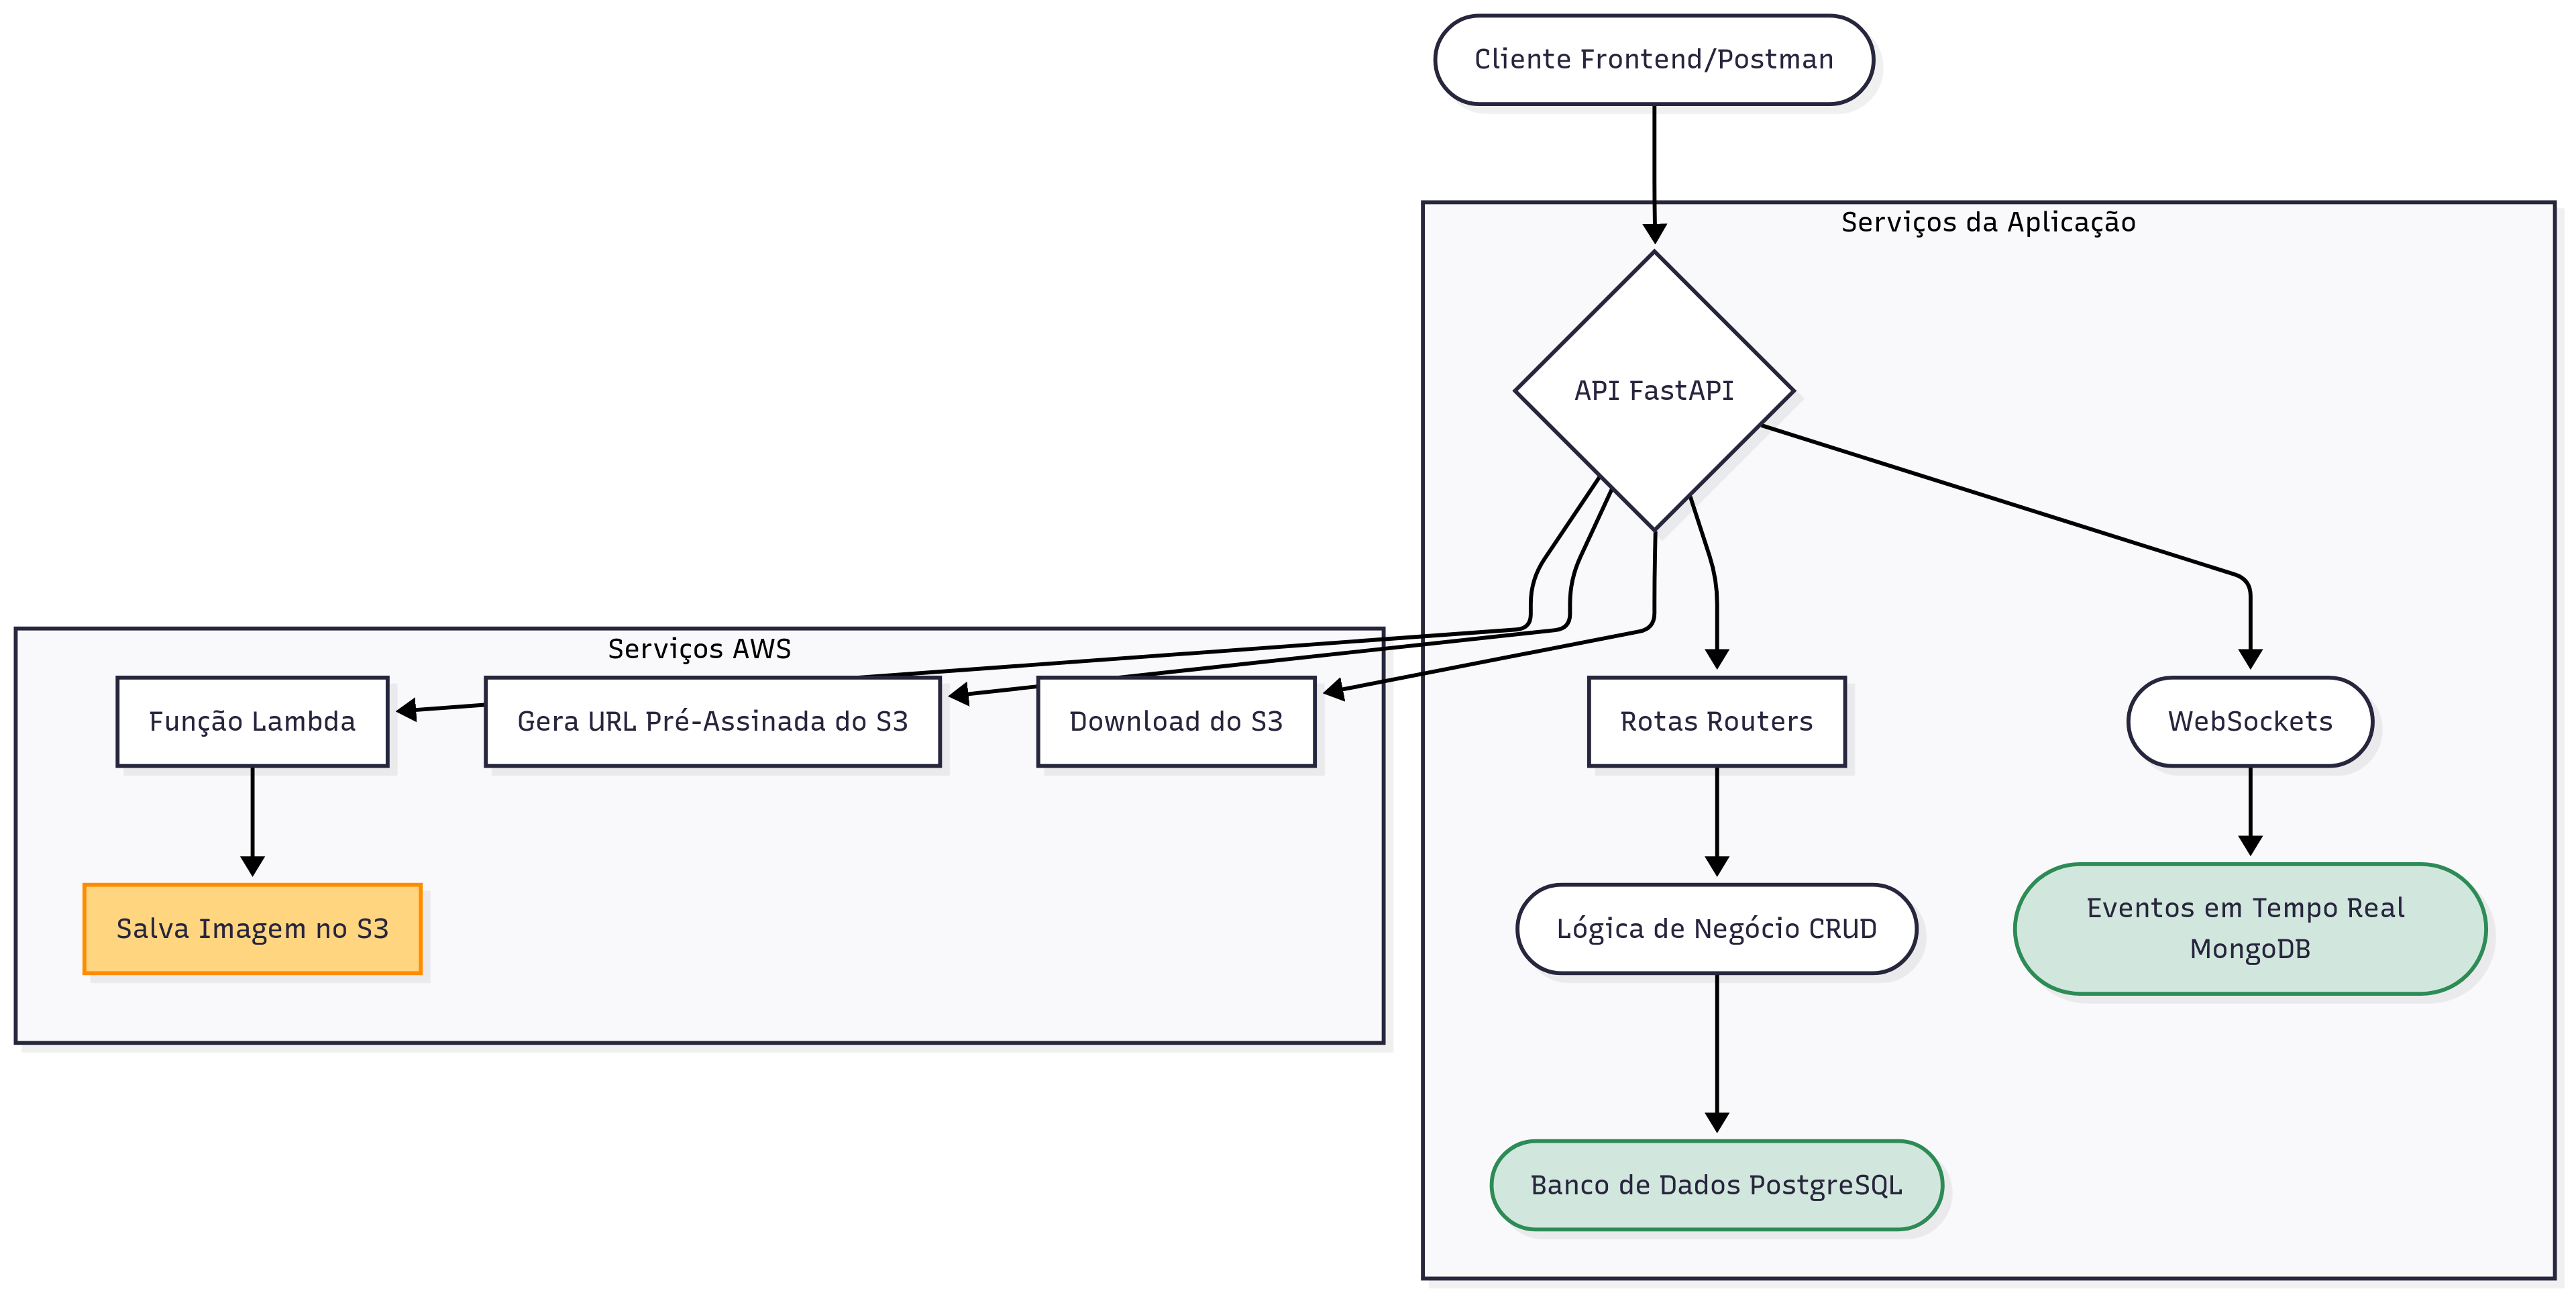 Cliente Frontend/Postman
Serviços da Aplicação
API FastAPI
Serviços AWS
Função Lambda
Gera URL Pré-Assinada do S3
Download do S3
Rotas Routers
WebSockets
Salva Imagem no S3
Lógica de Negócio CRUD
Eventos em Tempo Real
MongoDB
Banco de Dados PostgreSQL